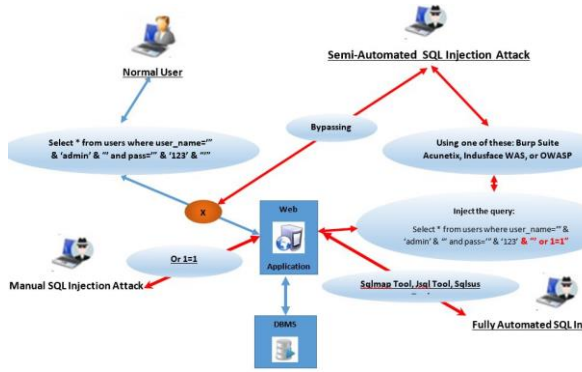 Normal User
Semi-Automated SQL Injection Attack
Bypassing
Select * from users where user_name='"
& 'admin' & "' and pass='" & '123' & "'"
Using one of these: Burp Suite
Acunetix, Indusface WAS, or OWASP
X
Web
Application
Inject the query:
Select * from users where user_name='" &
'admin' & "' and pass='" & '123' & "' or 1=1"
Or 1=1
Manual SQL Injection Attack
Sqlmap Tool, Jsql Tool, Sqlsus
DBMS
Fully Automated SQL In